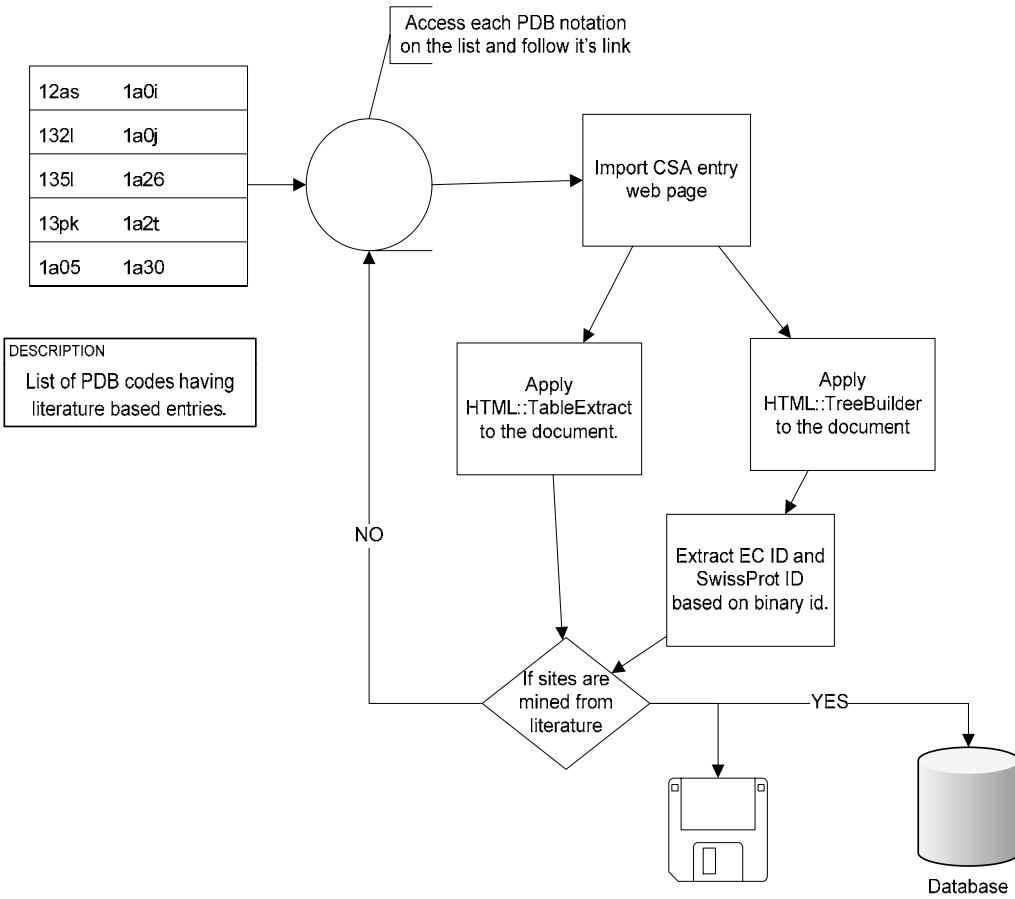 Access each PDB notation
on the list and follow it's link
12as 1a0i
132l 1a0j
135l 1a26
13pk 1a2t
1a05 1a30
Import CSA entry
web page
DESCRIPTION
List of PDB codes having
literature based entries.
Apply
HTML::TableExtract
to the document.
Apply
HTML::TreeBuilder
to the document
NO
Extract EC ID and
SwissProt ID
based on binary id.
If sites are
mined from
literature
YES
Database